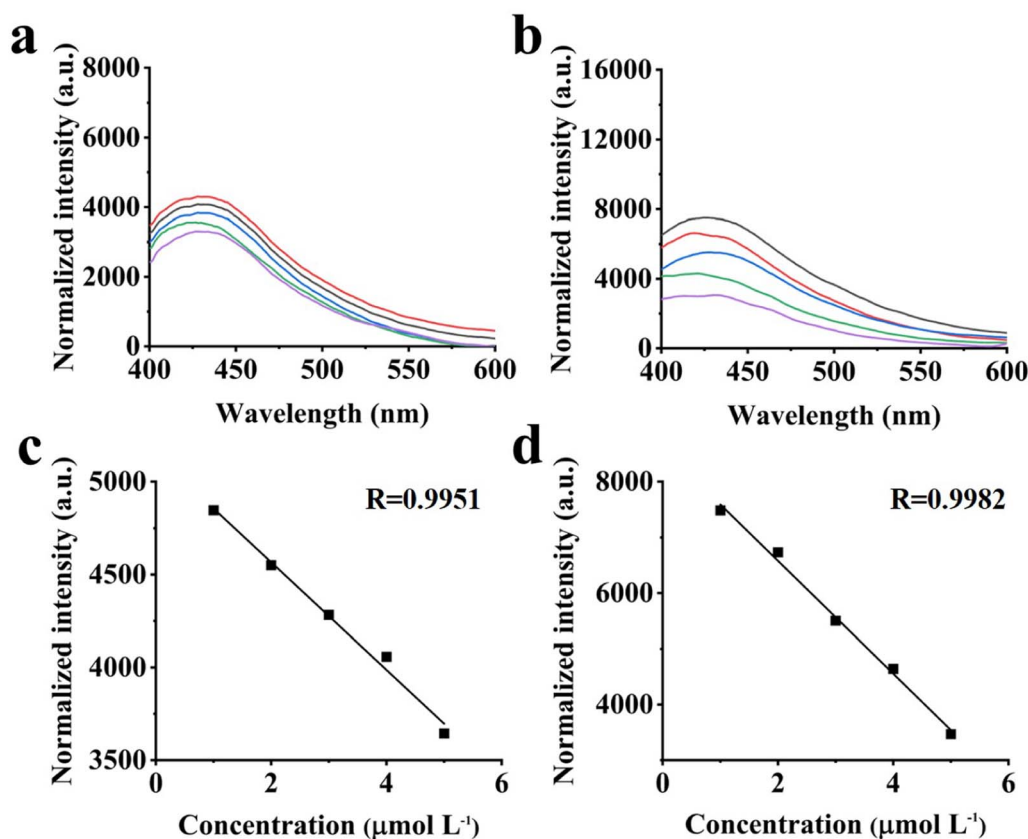 a
Normalized intensity (a.u.)
8000
6000
4000
2000
0
400
450
500
550
600
Wavelength (nm)
b
Normalized intensity (a.u.)
16000
12000
8000
4000
0
400
450
500
550
600
Wavelength (nm)
c
R=0.9951
Normalized intensity (a.u.)
5000
4500
4000
3500
0
2
4
6
Concentration (μmol L⁻¹)
d
R=0.9982
Normalized intensity (a.u.)
8000
6000
4000
0
2
4
6
Concentration (μmol L⁻¹)